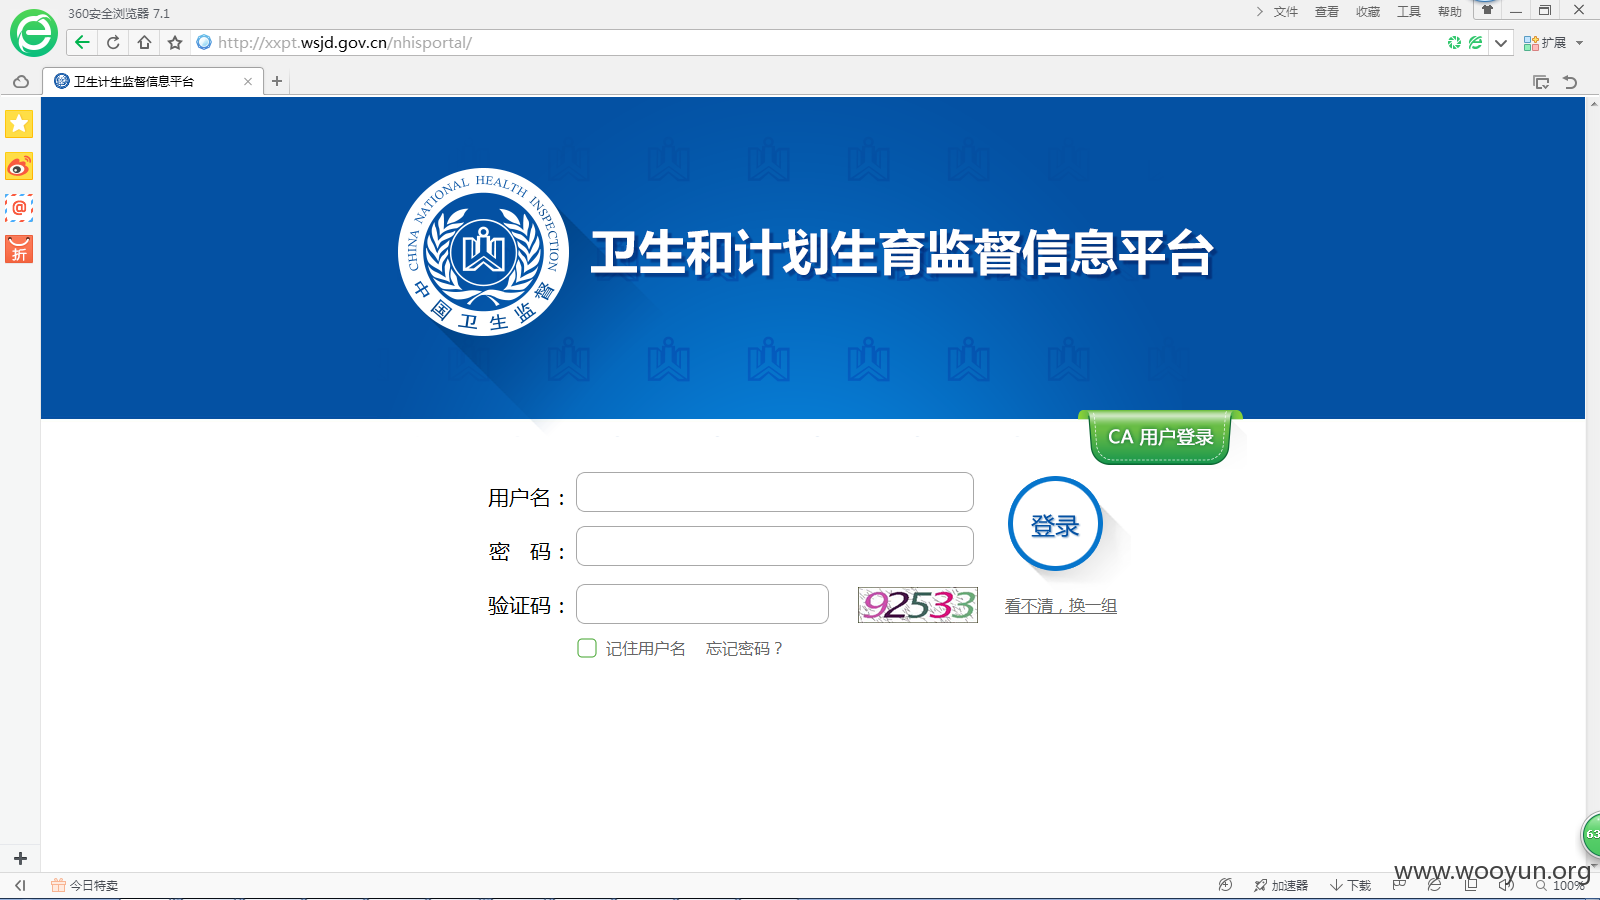 360安全浏览器 7.1
文件 查看 收藏 工具 帮助
http://xxpt.wsjd.gov.cn/nhisportal/
扩展
卫生计生监督信息平台
折
CHINA NATIONAL HEALTH INSPECTION
中国卫生监督
卫生和计划生育监督信息平台
CA 用户登录
用户名：
密 码：
登录
验证码：
92533
看不清，换一组
记住用户名 忘记密码？
63
www.wooyun.org
今日特卖
加速器 下载 100%